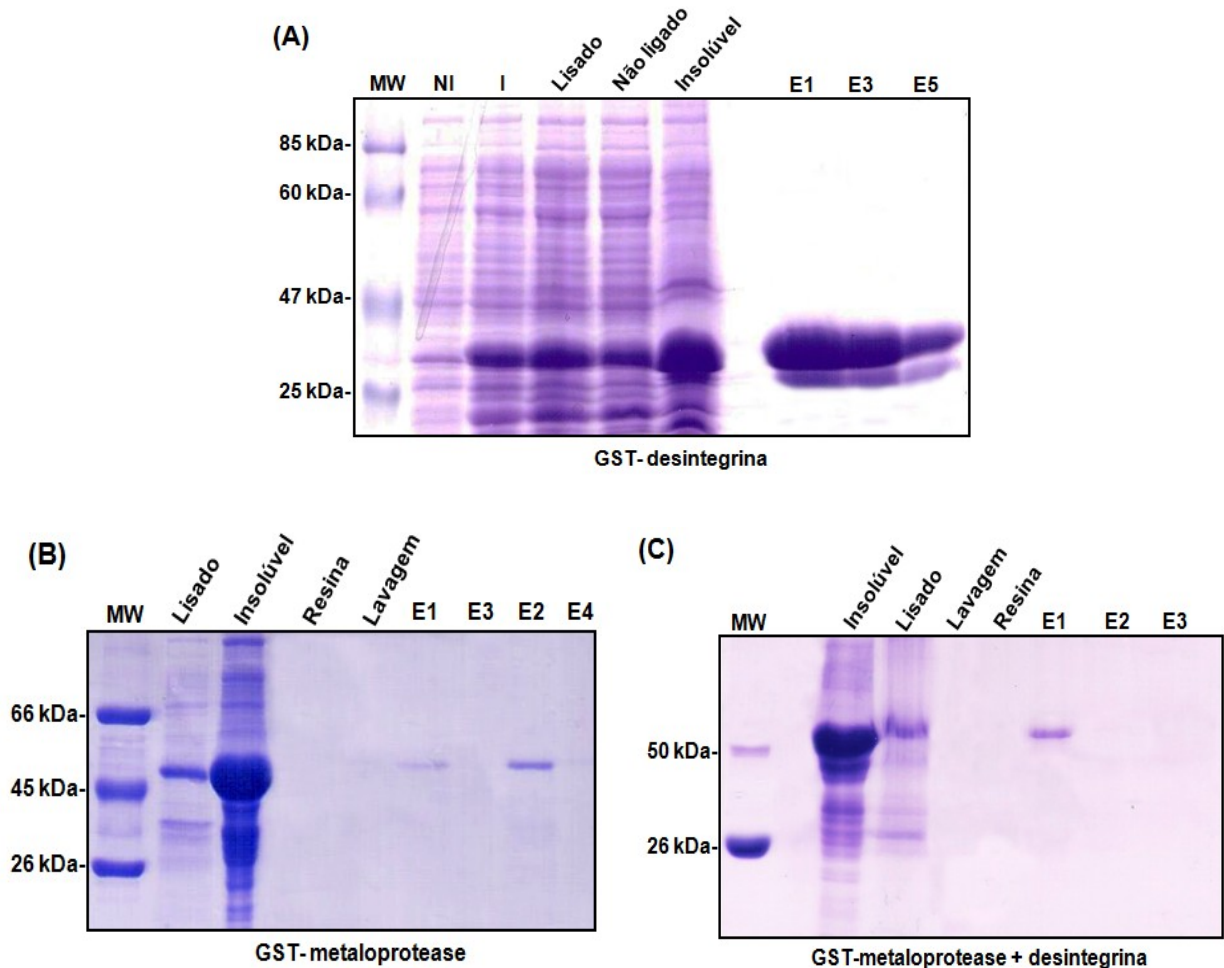 (A)
MW NI I Lisado Não ligado Insolúvel E1 E3 E5
85 kDa-
60 kDa-
47 kDa-
25 kDa-
GST- desintegrina
(B)
MW Lisado Insolúvel Resina Lavagem E1 E3 E2 E4
66 kDa-
45 kDa-
26 kDa-
GST- metaloprotease
(C)
MW Insolúvel Lisado Lavagem Resina E1 E2 E3
50 kDa-
26 kDa-
GST-metaloprotease + desintegrina